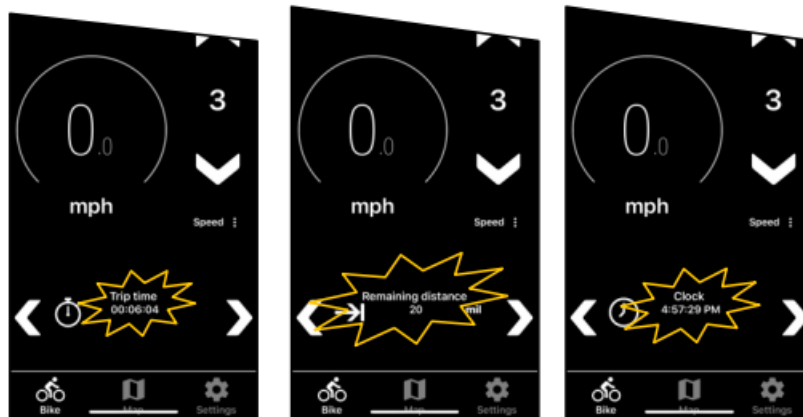 3
0.0
mph
Speed
Trip time
00:06:04
Bike
Map
Settings
3
0.0
mph
Speed
Remaining distance
20 mil
Bike
Map
Settings
3
0.0
mph
Speed
Clock
4:57:29 PM
Bike
Map
Settings